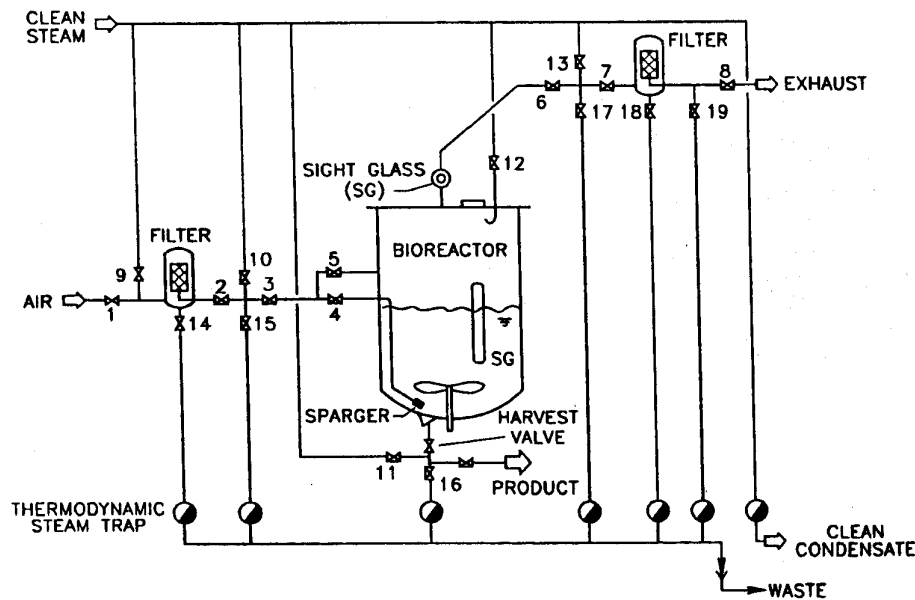 CLEAN
STEAM
FILTER
13
7
8
EXHAUST
6
17
18
19
SIGHT GLASS
(SG)
12
FILTER
BIOREACTOR
9
10
5
2
3
AIR
1
4
14
15
SG
SPARGER
HARVEST
VALVE
11
16
PRODUCT
THERMODYNAMIC
STEAM TRAP
CLEAN
CONDENSATE
WASTE